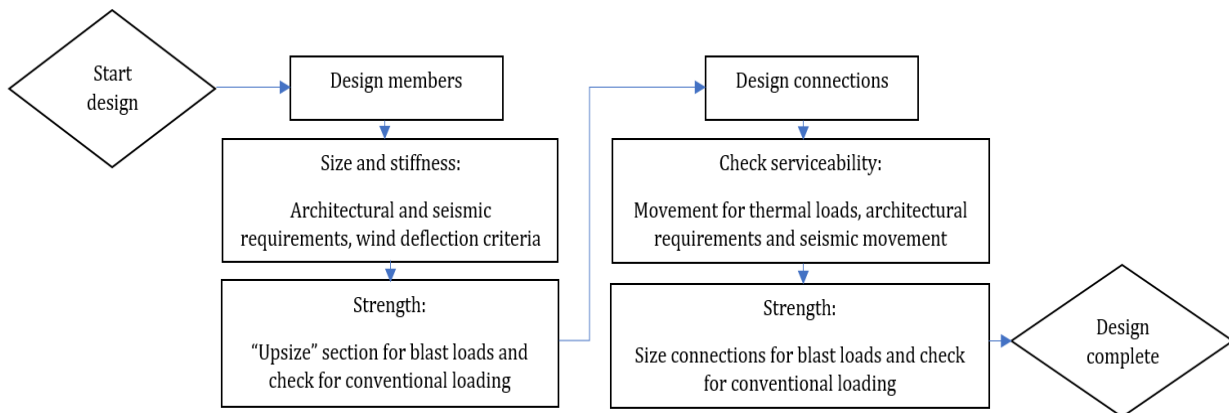 Start
design
Design members
Size and stiffness:
Architectural and seismic
requirements, wind deflection criteria
Strength:
“Upsize” section for blast loads and
check for conventional loading
Design connections
Check serviceability:
Movement for thermal loads, architectural
requirements and seismic movement
Strength:
Size connections for blast loads and check
for conventional loading
Design
complete